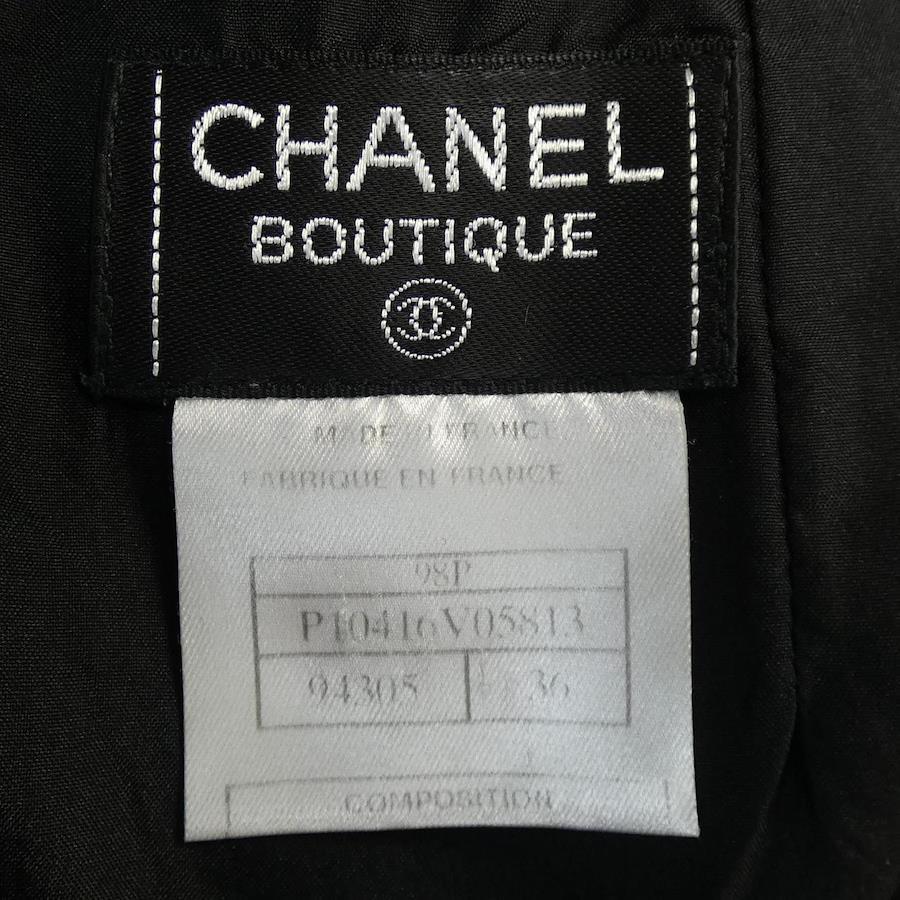 CHANEL
BOUTIQUE
MADE IN FRANCE
FABRIQUE EN FRANCE
98P
P10416V05813
94305 36
COMPOSITION